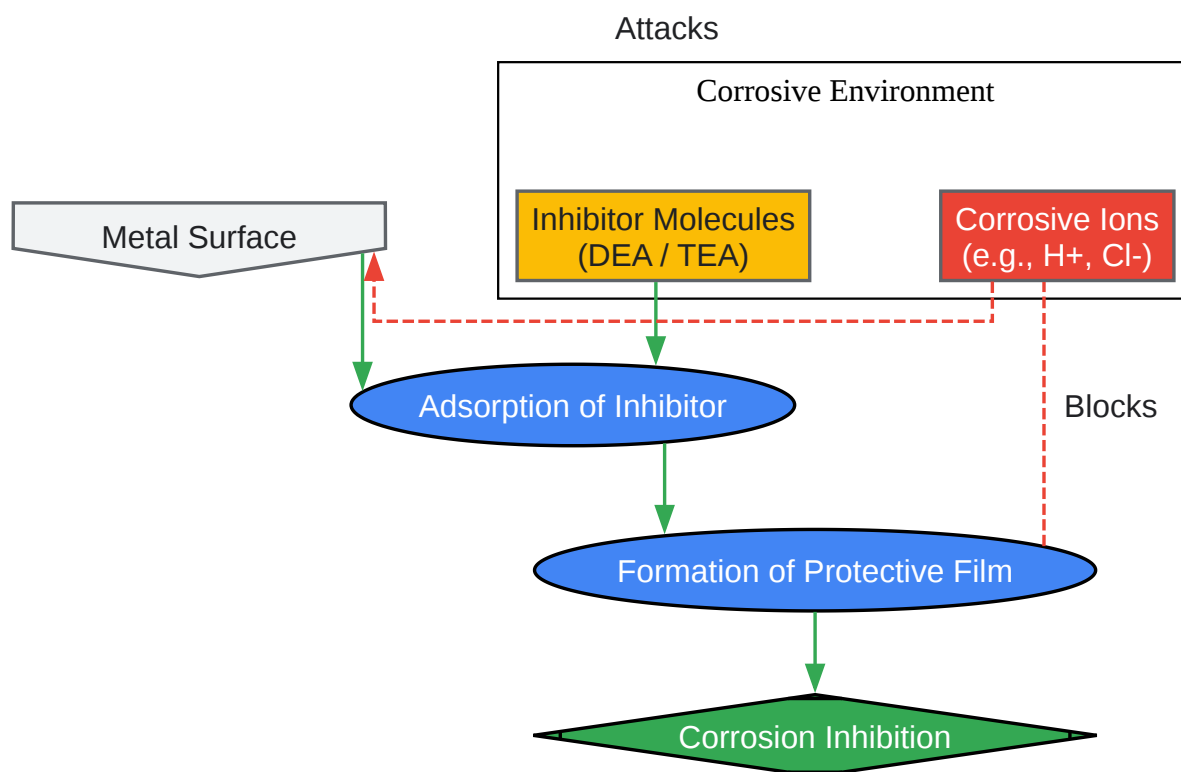 Attacks
Corrosive Environment
Metal Surface
Inhibitor Molecules
(DEA / TEA)
Corrosive Ions
(e.g., H+, Cl-)
Adsorption of Inhibitor
Blocks
Formation of Protective Film
Corrosion Inhibition